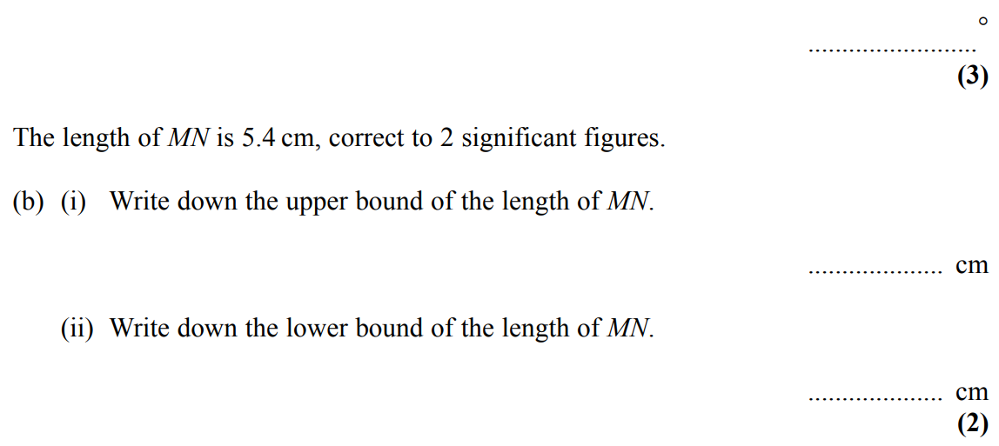 °
.........................
(3)
The length of MN is 5.4 cm, correct to 2 significant figures.
(b) (i) Write down the upper bound of the length of MN.
.................... cm
(ii) Write down the lower bound of the length of MN.
.................... cm
(2)